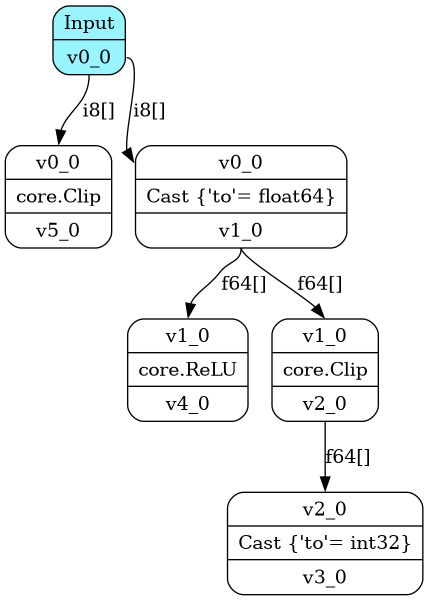 Input
v0_0
i8[]
i8[]
v0_0
core.Clip
v5_0
v0_0
Cast {'to'= float64}
v1_0
f64[]
f64[]
v1_0
core.ReLU
v4_0
v1_0
core.Clip
v2_0
f64[]
v2_0
Cast {'to'= int32}
v3_0